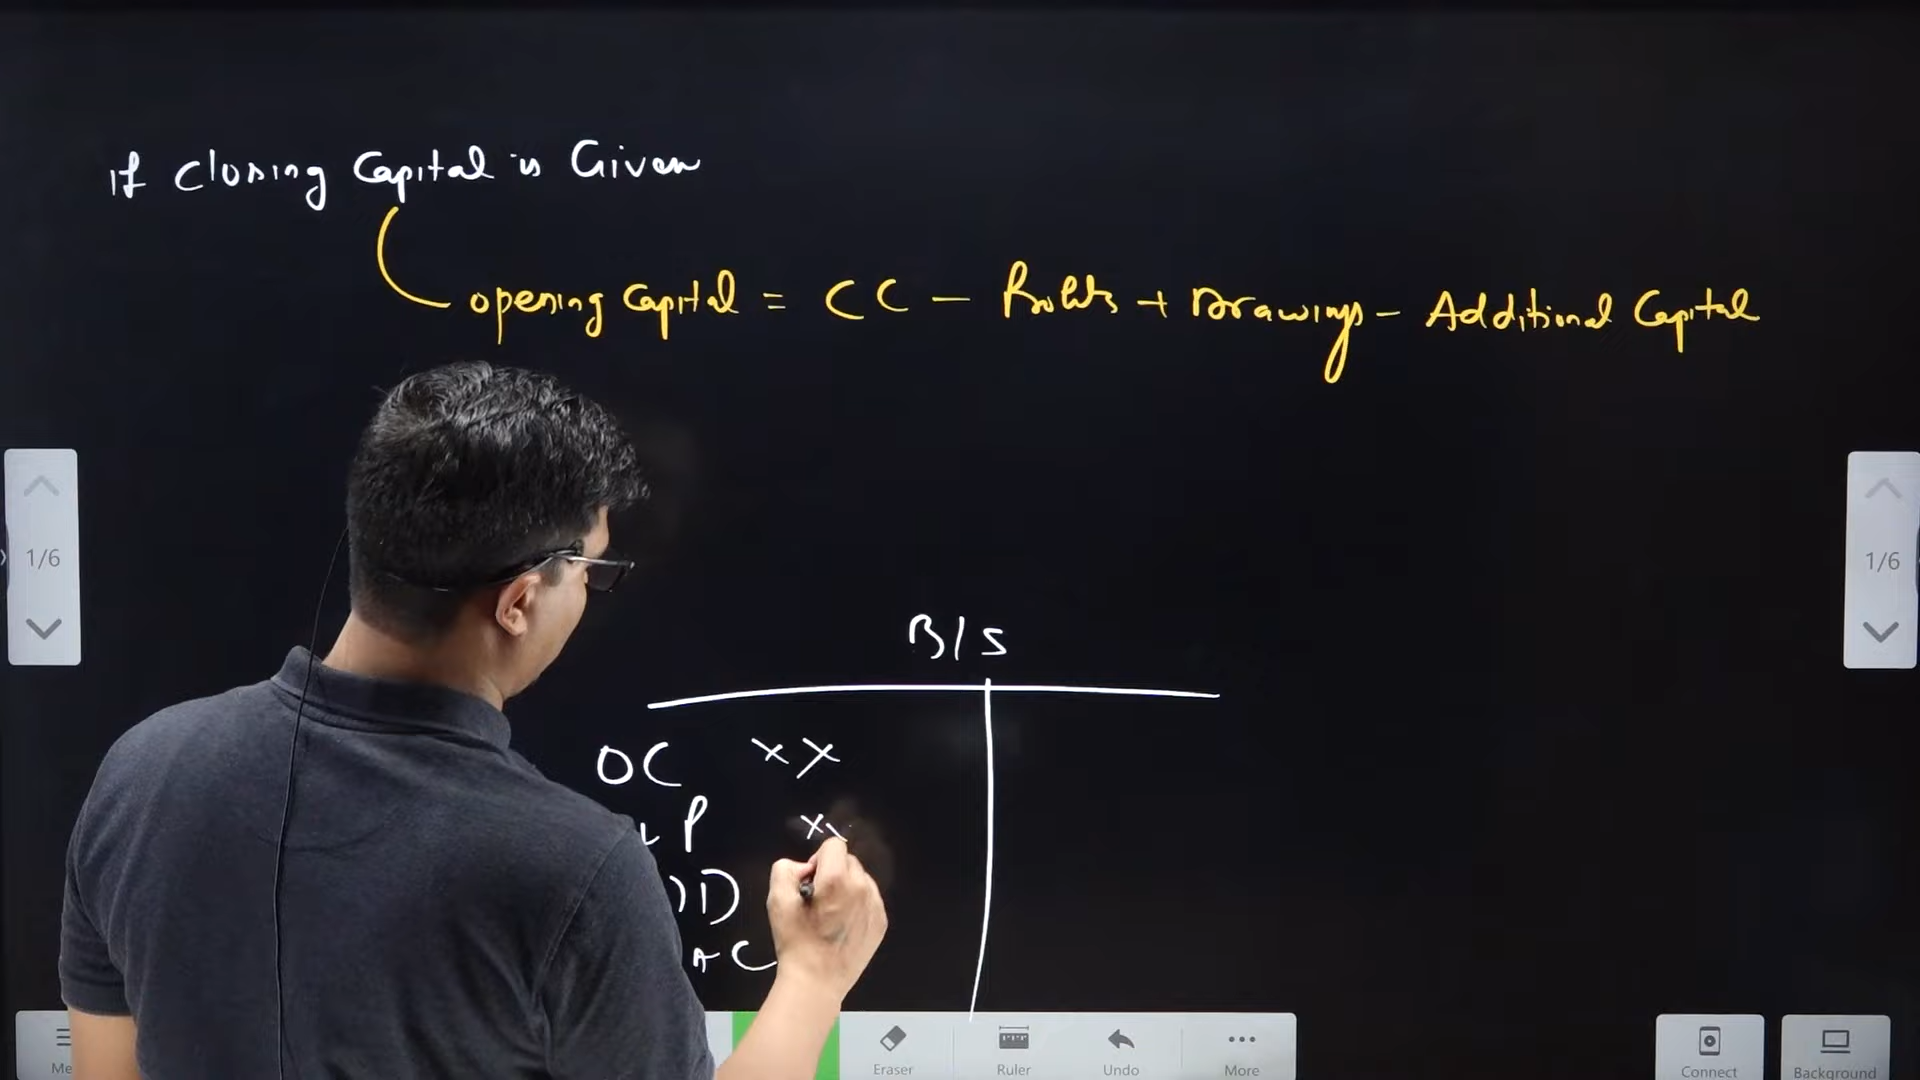 if closing Capital is Given
opening Capital = CC - Profits + Drawings - Additional Capital
1/6
1/6
B/S
OC xx
P xx
D
AC
Eraser
Ruler
Undo
More
Connect
Background